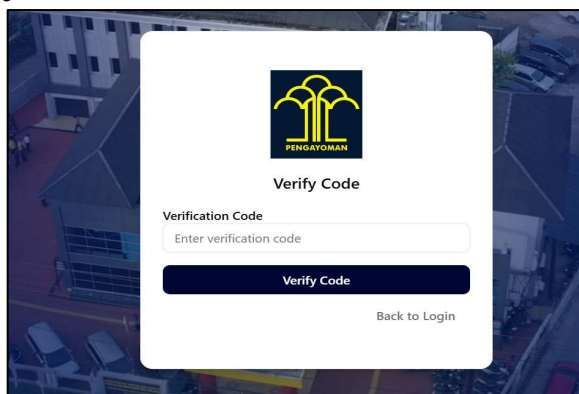 PENGAYOMAN
Verify Code
Verification Code
Enter verification code
Verify Code
Back to Login